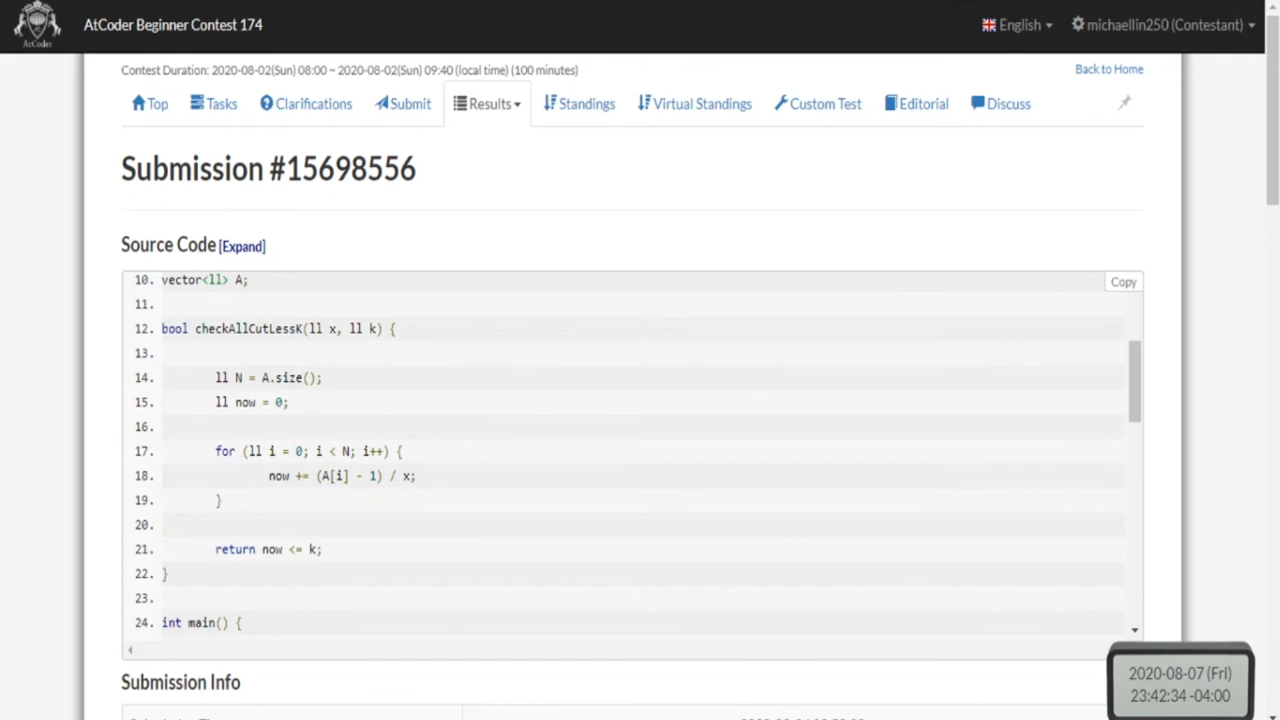 AtCoder
AtCoder Beginner Contest 174
English
michaellin250 (Contestant)
Contest Duration: 2020-08-02(Sun) 08:00 ~ 2020-08-02(Sun) 09:40 (local time) (100 minutes)
Back to Home
Top Tasks Clarifications Submit Results Standings Virtual Standings Custom Test Editorial Discuss
Submission #15698556
Source Code [Expand]
Copy
10. vector<ll> A;
11.
12. bool checkAllCutLessK(ll x, ll k) {
13.
14. ll N = A.size();
15. ll now = 0;
16.
17. for (ll i = 0; i < N; i++) {
18. now += (A[i] - 1) / x;
19. }
20.
21. return now <= k;
22. }
23.
24. int main() {
Submission Info
2020-08-07 (Fri)
23:42:34 -04:00